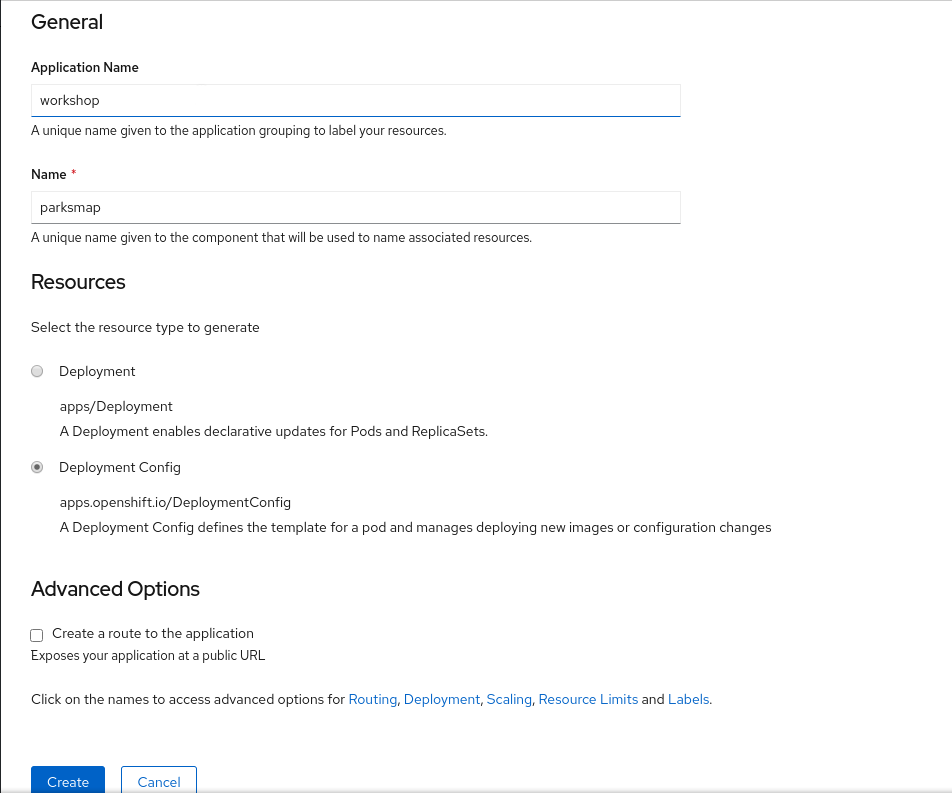 General
Application Name
workshop
A unique name given to the application grouping to label your resources.
Name *
parksmap
A unique name given to the component that will be used to name associated resources.
Resources
Select the resource type to generate
Deployment
apps/Deployment
A Deployment enables declarative updates for Pods and ReplicaSets.
Deployment Config
apps.openshift.io/DeploymentConfig
A Deployment Config defines the template for a pod and manages deploying new images or configuration changes
Advanced Options
Create a route to the application
Exposes your application at a public URL
Click on the names to access advanced options for Routing, Deployment, Scaling, Resource Limits and Labels.
Create Cancel